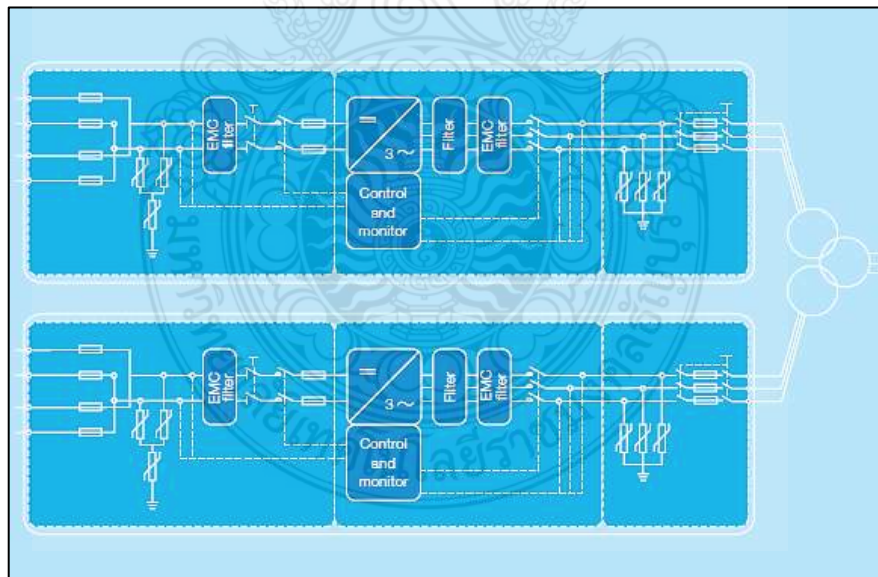 EMC
filter
3 ~
Filter
EMC
filter
Control
and
monitor
EMC
filter
3 ~
Filter
EMC
filter
Control
and
monitor